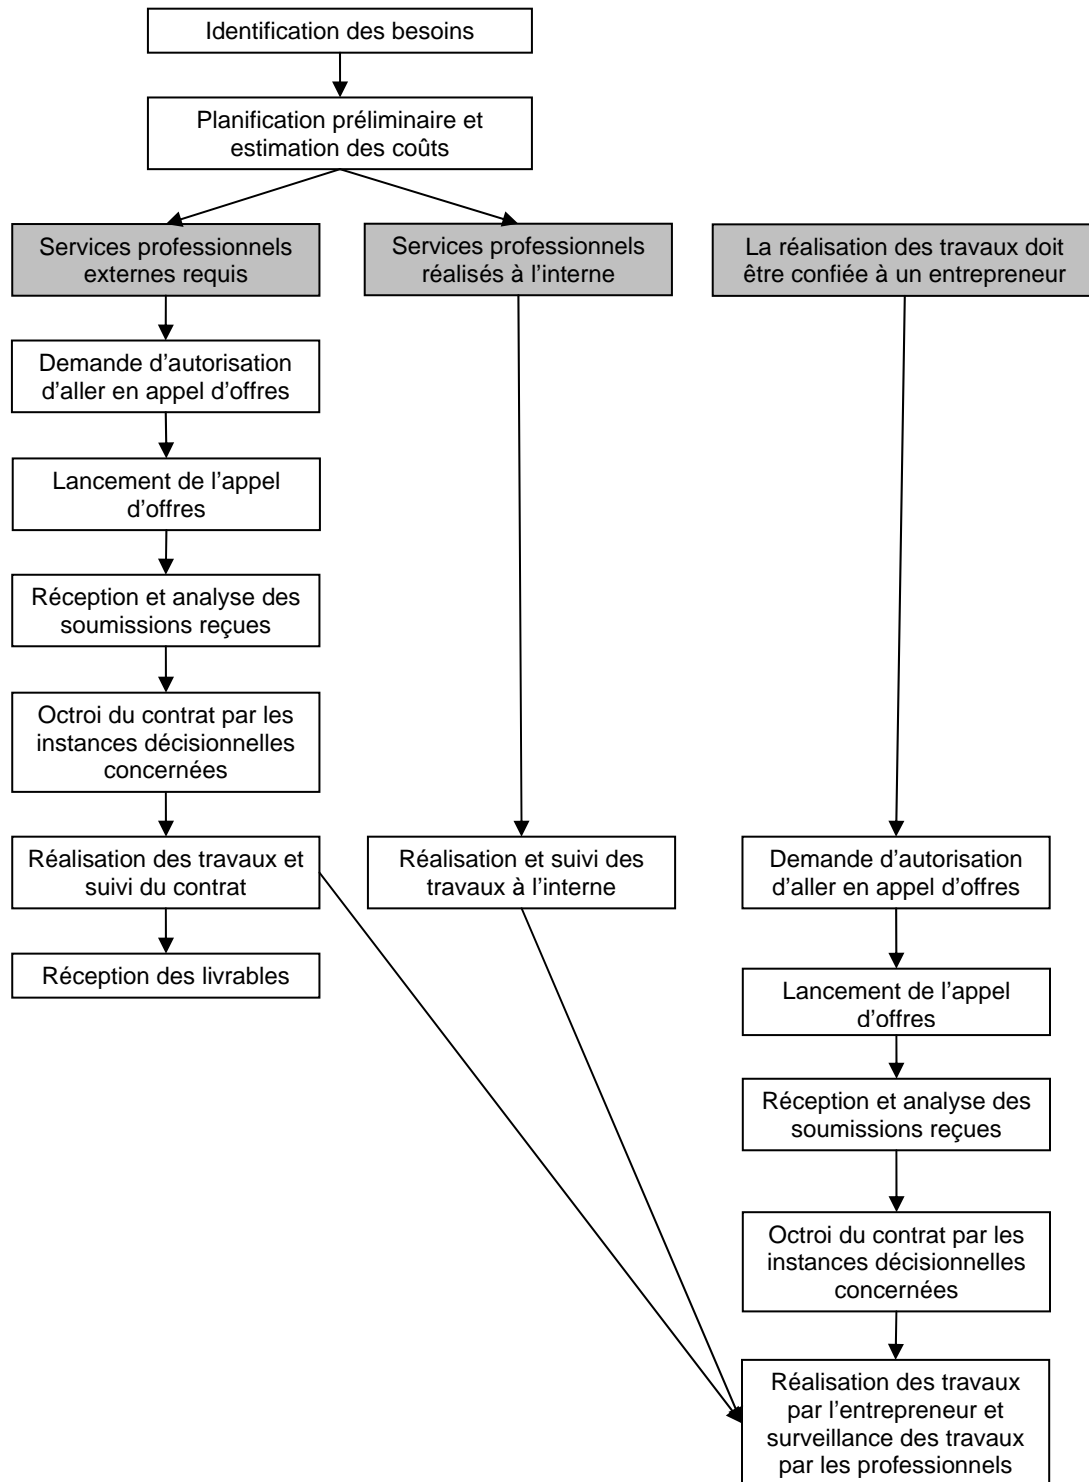 Identification des besoins
Planification préliminaire et
estimation des coûts
Services professionnels
externes requis
Services professionnels
réalisés à l’interne
La réalisation des travaux doit
être confiée à un entrepreneur
Demande d’autorisation
d’aller en appel d’offres
Lancement de l’appel
d’offres
Réception et analyse des
soumissions reçues
Octroi du contrat par les
instances décisionnelles
concernées
Réalisation des travaux et
suivi du contrat
Réception des livrables
Réalisation et suivi des
travaux à l’interne
Demande d’autorisation
d’aller en appel d’offres
Lancement de l’appel
d’offres
Réception et analyse des
soumissions reçues
Octroi du contrat par les
instances décisionnelles
concernées
Réalisation des travaux
par l’entrepreneur et
surveillance des travaux
par les professionnels